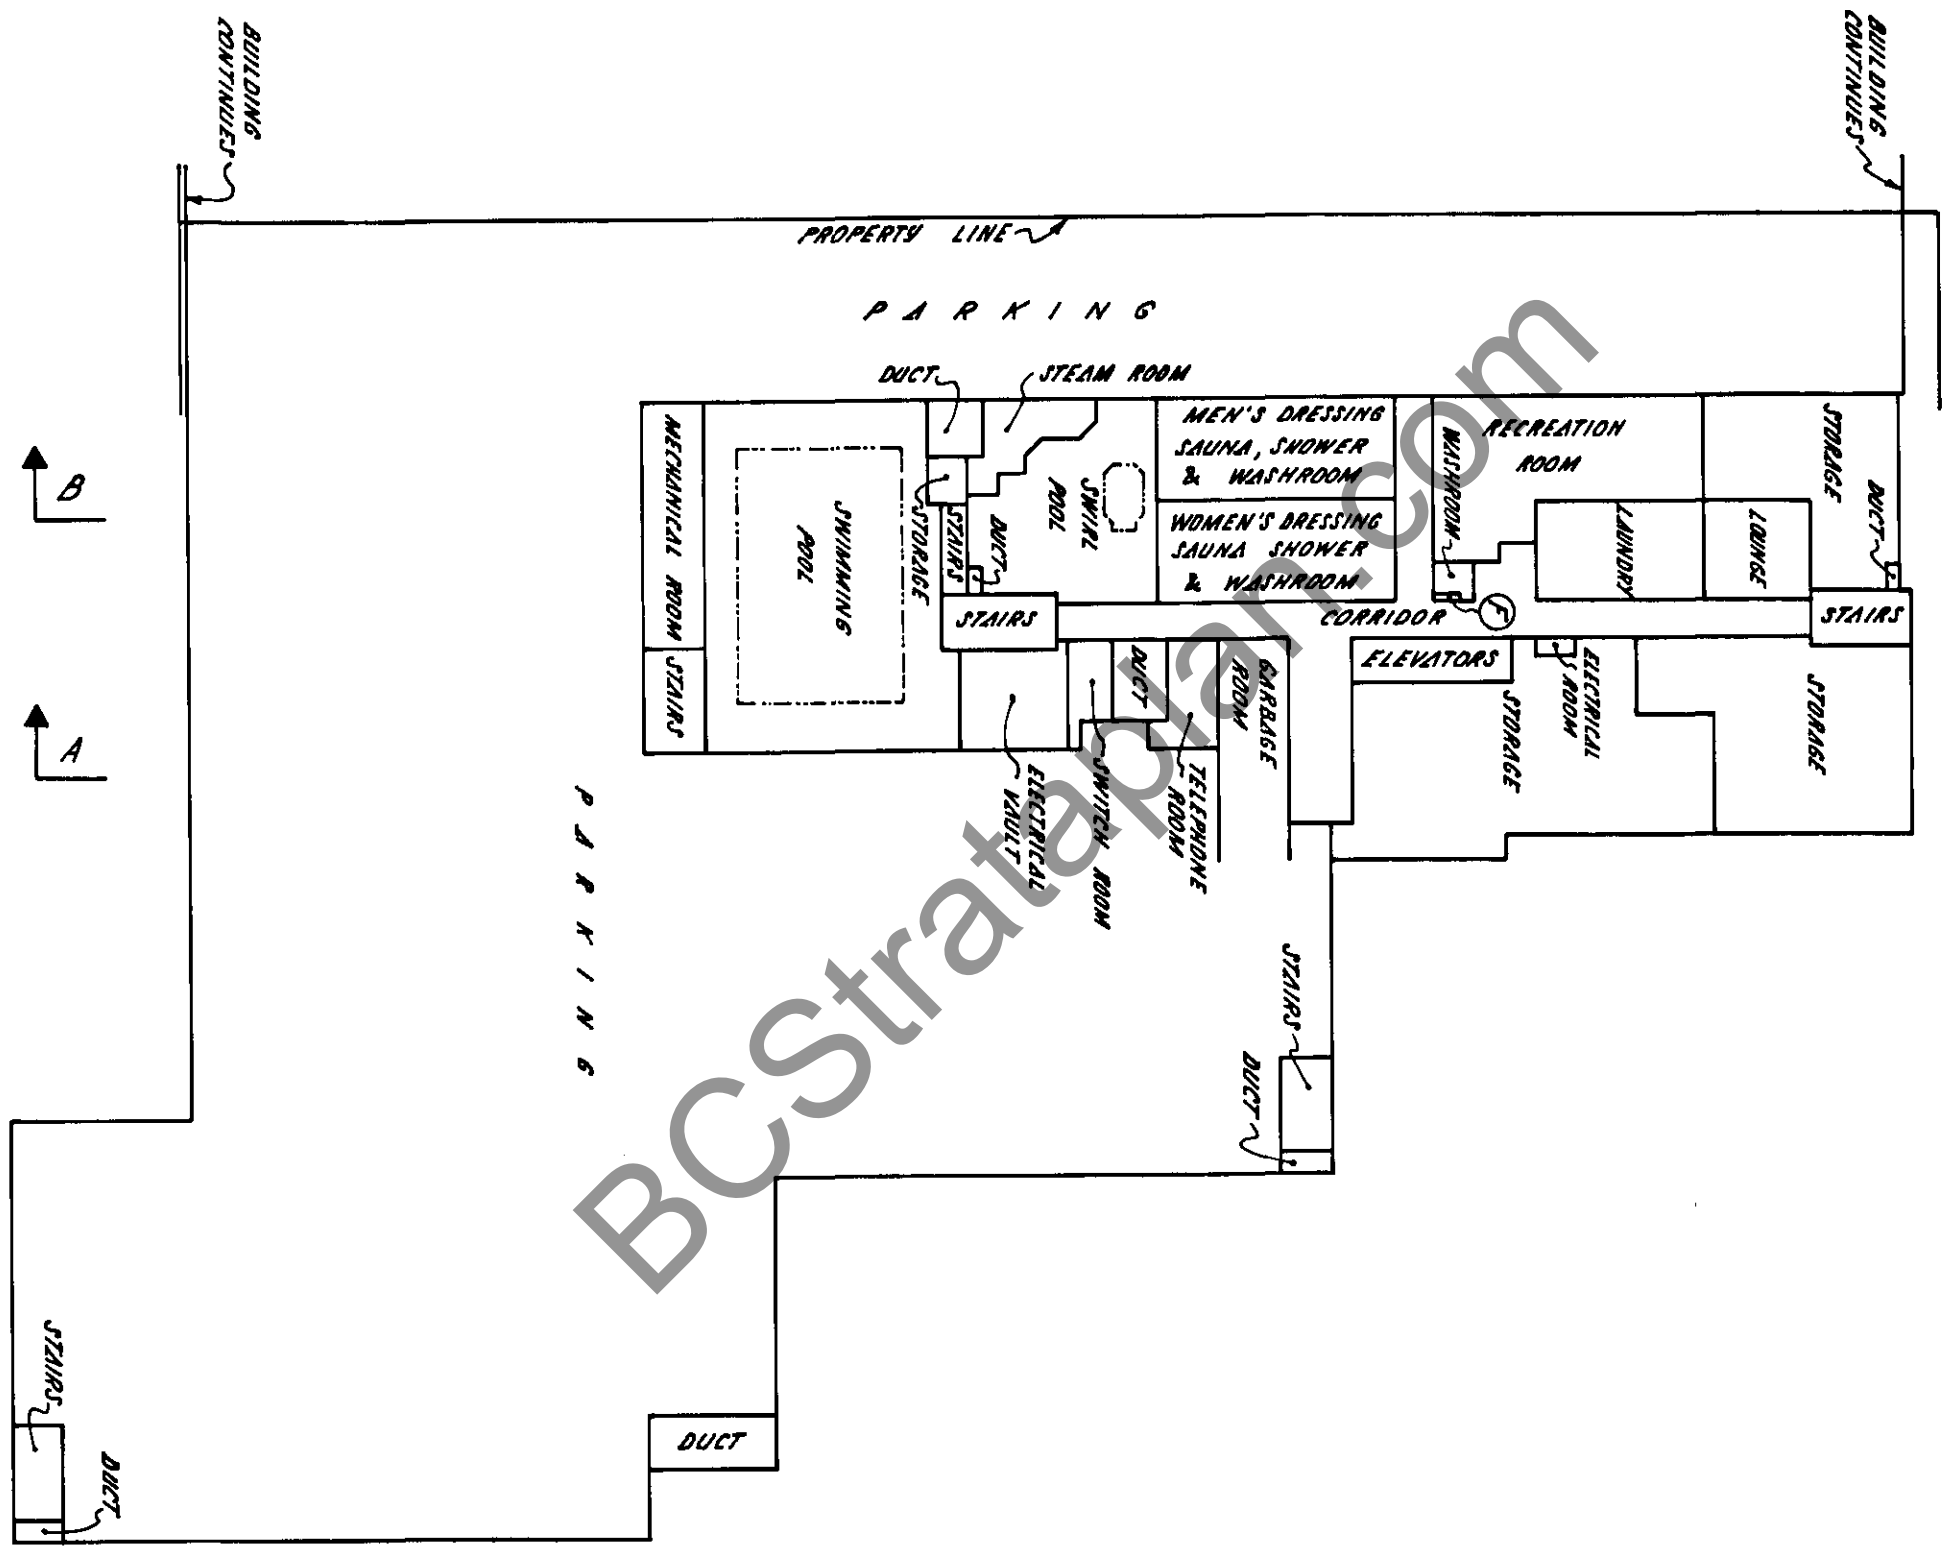 BUILDING
CONTINUES
BUILDING
CONTINUES
PROPERTY LINE
PARKING
DUCT
STEAM ROOM
MECHANICAL ROOM
STAIRS
SWIMMING
POOL
STORAGE
STAIRS
DUCT
SWIRL
POOL
MEN'S DRESSING
SAUNA, SHOWER
& WASHROOM
WOMEN'S DRESSING
SAUNA SHOWER
& WASHROOM
WASHROOM
RECREATION
ROOM
LAUNDRY
LOUNGE
STORAGE
DUCT
STAIRS
CORRIDOR
F
STAIRS
ELEVATORS
ELECTRICAL
S ROOM
STORAGE
STORAGE
GARBAGE
ROOM
DUCT
TELEPHONE
ROOM
SWITCH ROOM
ELECTRICAL
VAULT
B
A
PARKING
STAIRS
DUCT
DUCT
STAIRS
DUCT
BCStrataplan.com